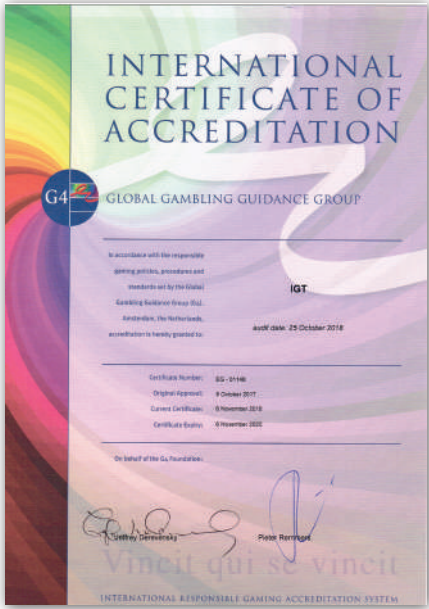 INTERNATIONAL
CERTIFICATE OF
ACCREDITATION
G4
GLOBAL GAMBLING GUIDANCE GROUP
In accordance with the responsible
gaming policies, procedures and
standards set by the Global
Gambling Guidance Group (G4),
Amsterdam, the Netherlands,
accreditation is hereby granted to:
IGT
audit date: 25 October 2018
Certificate Number:
Original Approval: 9 October 2017
Current Certificate: 6 November 2018
Certificate Expiry: 6 November 2020
On behalf of the G4 Foundation:
Jeffrey Derevensky
Pieter Remmers
Vincit qui se vincit
INTERNATIONAL RESPONSIBLE GAMING ACCREDITATION SYSTEM